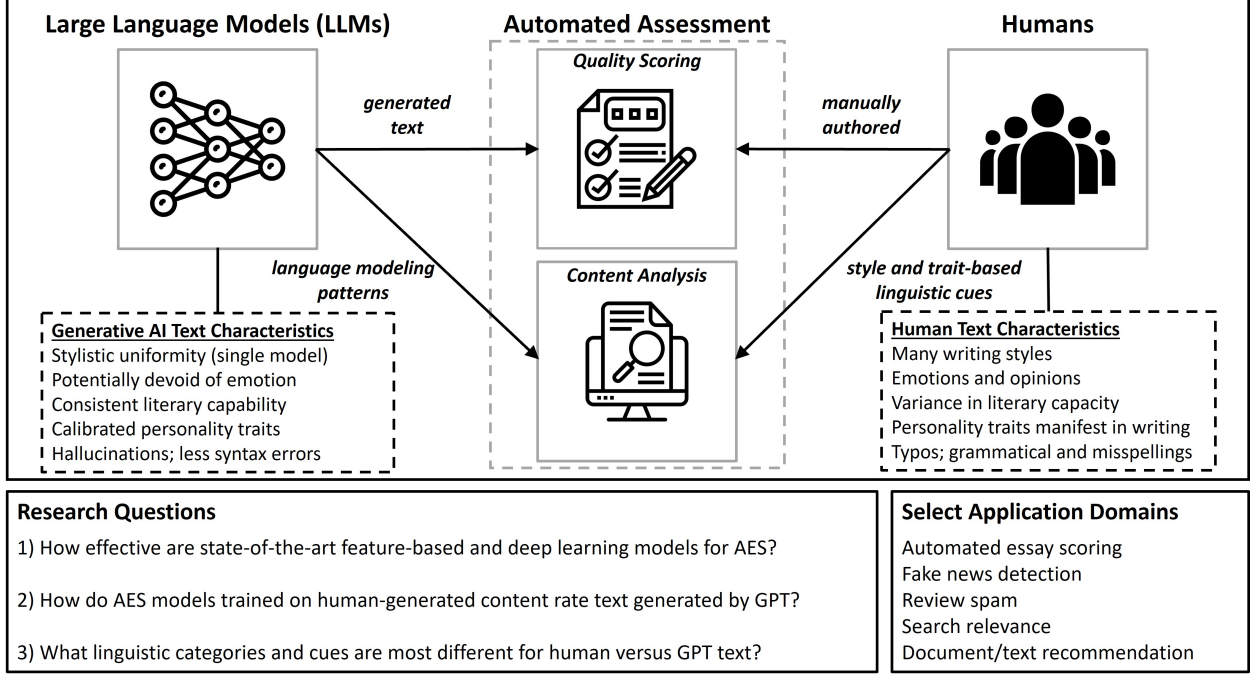 Large Language Models (LLMs)
Automated Assessment
Humans
Quality Scoring
generated
text
manually
authored
language modeling
patterns
Content Analysis
style and trait-based
linguistic cues
Generative AI Text Characteristics
Stylistic uniformity (single model)
Potentially devoid of emotion
Consistent literary capability
Calibrated personality traits
Hallucinations; less syntax errors
Human Text Characteristics
Many writing styles
Emotions and opinions
Variance in literary capacity
Personality traits manifest in writing
Typos; grammatical and misspellings
Research Questions
1) How effective are state-of-the-art feature-based and deep learning models for AES?
2) How do AES models trained on human-generated content rate text generated by GPT?
3) What linguistic categories and cues are most different for human versus GPT text?
Select Application Domains
Automated essay scoring
Fake news detection
Review spam
Search relevance
Document/text recommendation